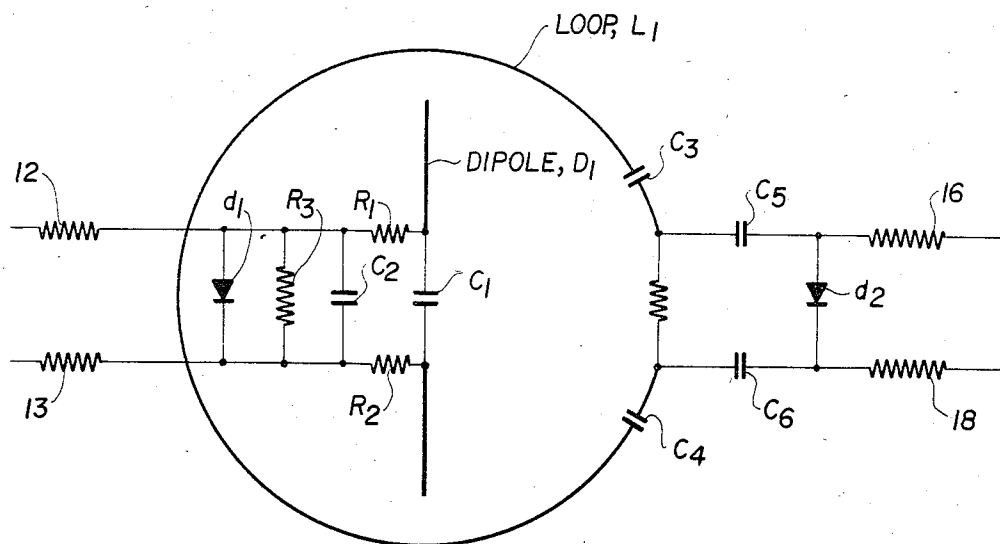 LOOP, L1
DIPOLE, D1
12
d1
R3
R1
C2
C1
13
R2
C3
C5
16
d2
C6
18
C4